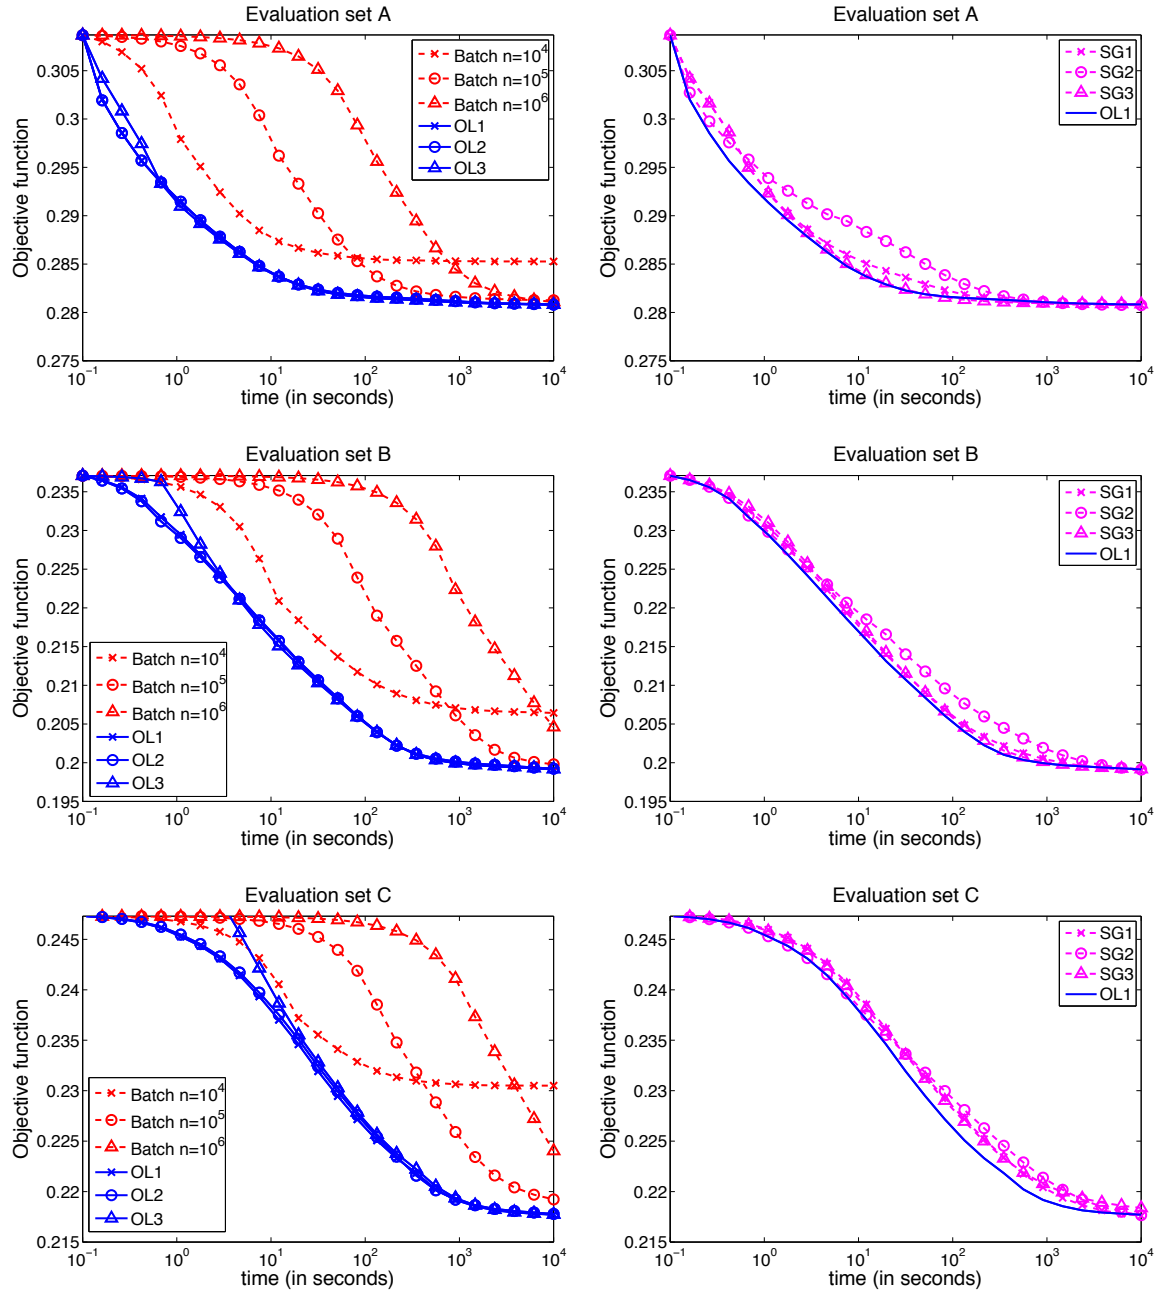 Evaluation set A
Objective function
0.305
0.3
0.295
0.29
0.285
0.28
0.275
Batch n=10^4
Batch n=10^5
Batch n=10^6
OL1
OL2
OL3
10^−1 10^0 10^1 10^2 10^3 10^4
time (in seconds)
Evaluation set A
Objective function
0.305
0.3
0.295
0.29
0.285
0.28
0.275
SG1
SG2
SG3
OL1
10^−1 10^0 10^1 10^2 10^3 10^4
time (in seconds)
Evaluation set B
Objective function
0.235
0.23
0.225
0.22
0.215
0.21
0.205
0.2
0.195
Batch n=10^4
Batch n=10^5
Batch n=10^6
OL1
OL2
OL3
10^−1 10^0 10^1 10^2 10^3 10^4
time (in seconds)
Evaluation set B
Objective function
0.235
0.23
0.225
0.22
0.215
0.21
0.205
0.2
0.195
SG1
SG2
SG3
OL1
10^−1 10^0 10^1 10^2 10^3 10^4
time (in seconds)
Evaluation set C
Objective function
0.245
0.24
0.235
0.23
0.225
0.22
0.215
Batch n=10^4
Batch n=10^5
Batch n=10^6
OL1
OL2
OL3
10^−1 10^0 10^1 10^2 10^3 10^4
time (in seconds)
Evaluation set C
Objective function
0.245
0.24
0.235
0.23
0.225
0.22
0.215
SG1
SG2
SG3
OL1
10^−1 10^0 10^1 10^2 10^3 10^4
time (in seconds)